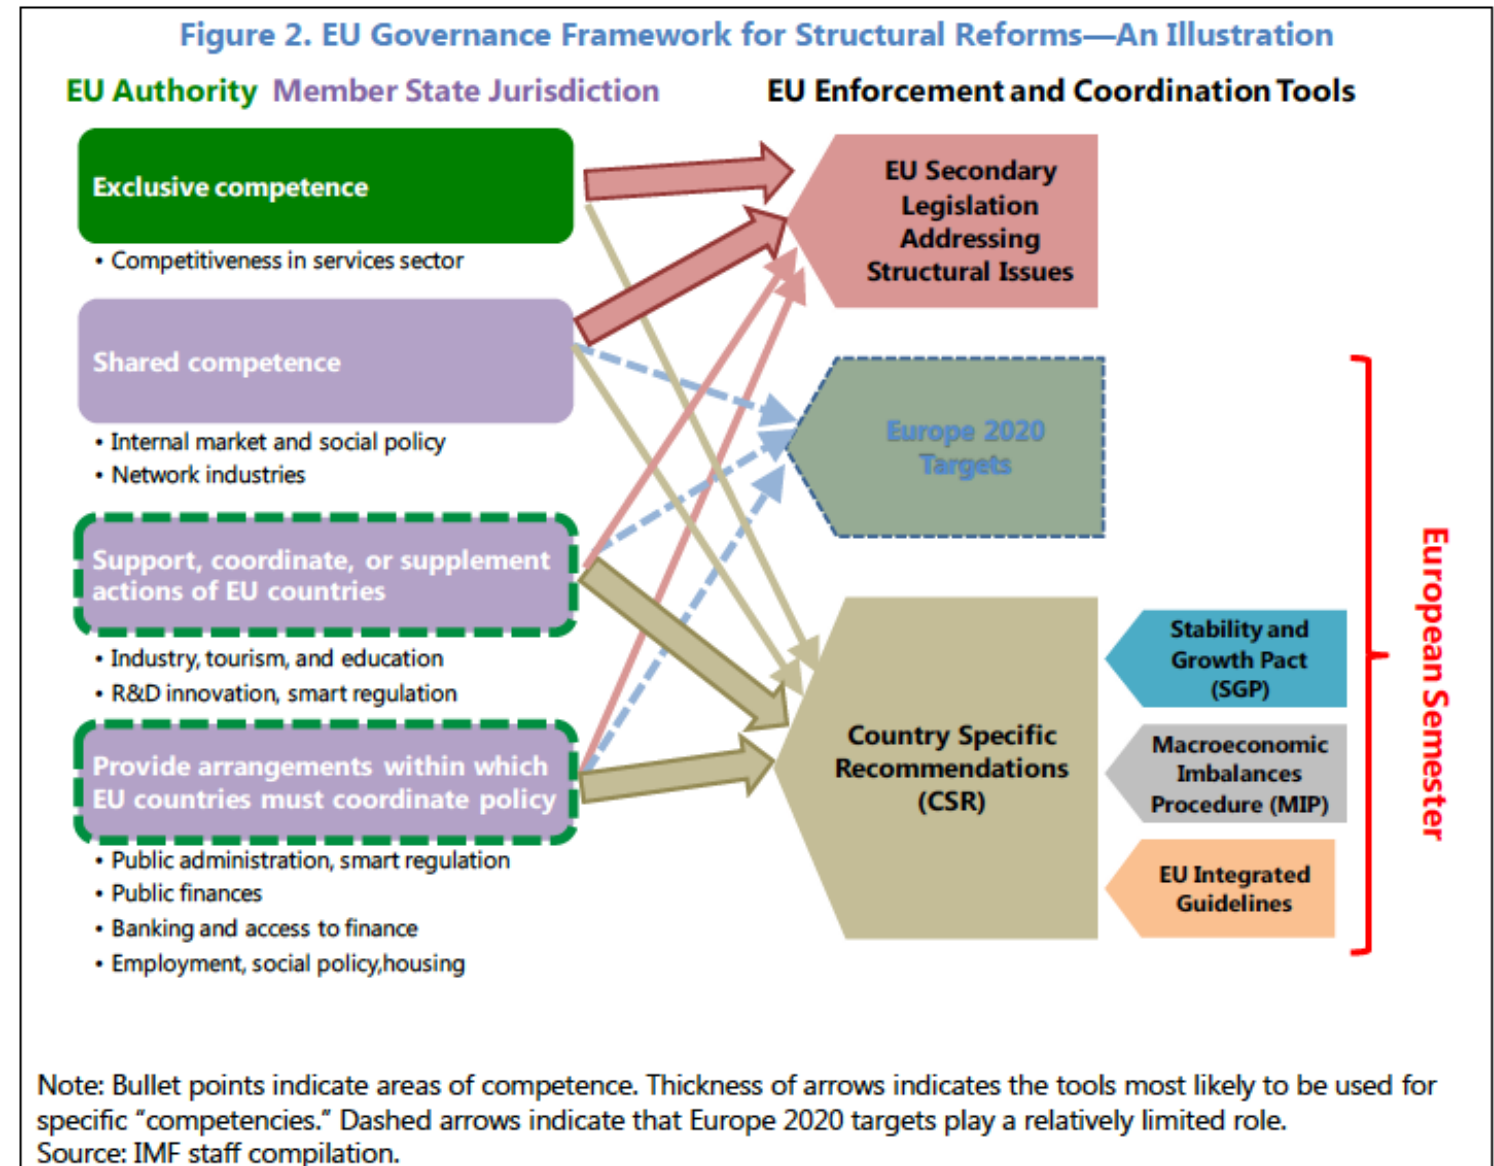 Figure 2. EU Governance Framework for Structural Reforms—An Illustration
EU Authority Member State Jurisdiction
EU Enforcement and Coordination Tools
Exclusive competence
• Competitiveness in services sector
Shared competence
• Internal market and social policy
• Network industries
Support, coordinate, or supplement
actions of EU countries
• Industry, tourism, and education
• R&D innovation, smart regulation
Provide arrangements within which
EU countries must coordinate policy
• Public administration, smart regulation
• Public finances
• Banking and access to finance
• Employment, social policy,housing
EU Secondary
Legislation
Addressing
Structural Issues
Europe 2020
Targets
Country Specific
Recommendations
(CSR)
Stability and
Growth Pact
(SGP)
Macroeconomic
Imbalances
Procedure (MIP)
EU Integrated
Guidelines
European Semester
Note: Bullet points indicate areas of competence. Thickness of arrows indicates the tools most likely to be used for
specific “competencies.” Dashed arrows indicate that Europe 2020 targets play a relatively limited role.
Source: IMF staff compilation.